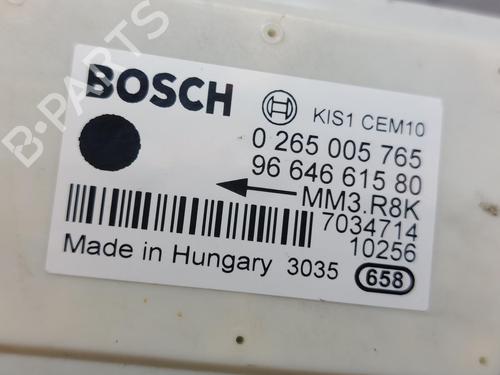 B-PARTS
BOSCH
KIS1 CEM10
0 265 005 765
96 646 615 80
MM3.R8K
7034714
10256
Made in Hungary 3035
658